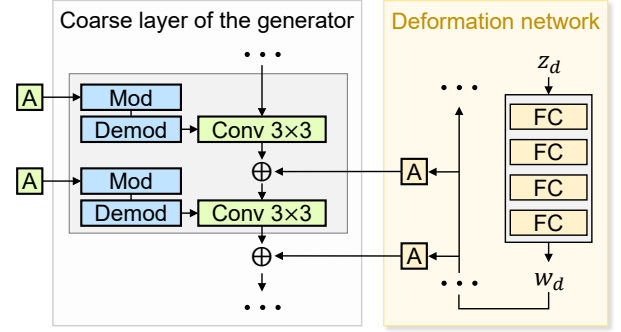 Coarse layer of the generator
Deformation network
• • •
z_d
A
Mod
• • •
Demod
Conv 3×3
FC
FC
A
A
Mod
FC
Demod
Conv 3×3
FC
A
w_d
• • •
• • •